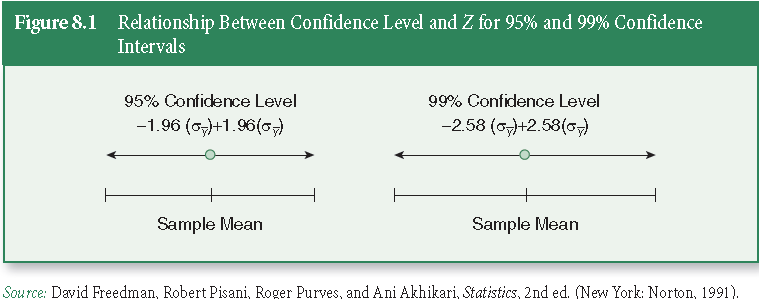 Figure 8.1 Relationship Between Confidence Level and Z for 95% and 99% Confidence
Intervals
95% Confidence Level
−1.96 (σȳ)+1.96(σȳ)
Sample Mean
99% Confidence Level
−2.58 (σȳ)+2.58(σȳ)
Sample Mean
Source: David Freedman, Robert Pisani, Roger Purves, and Ani Akhikari, Statistics, 2nd ed. (New York: Norton, 1991).